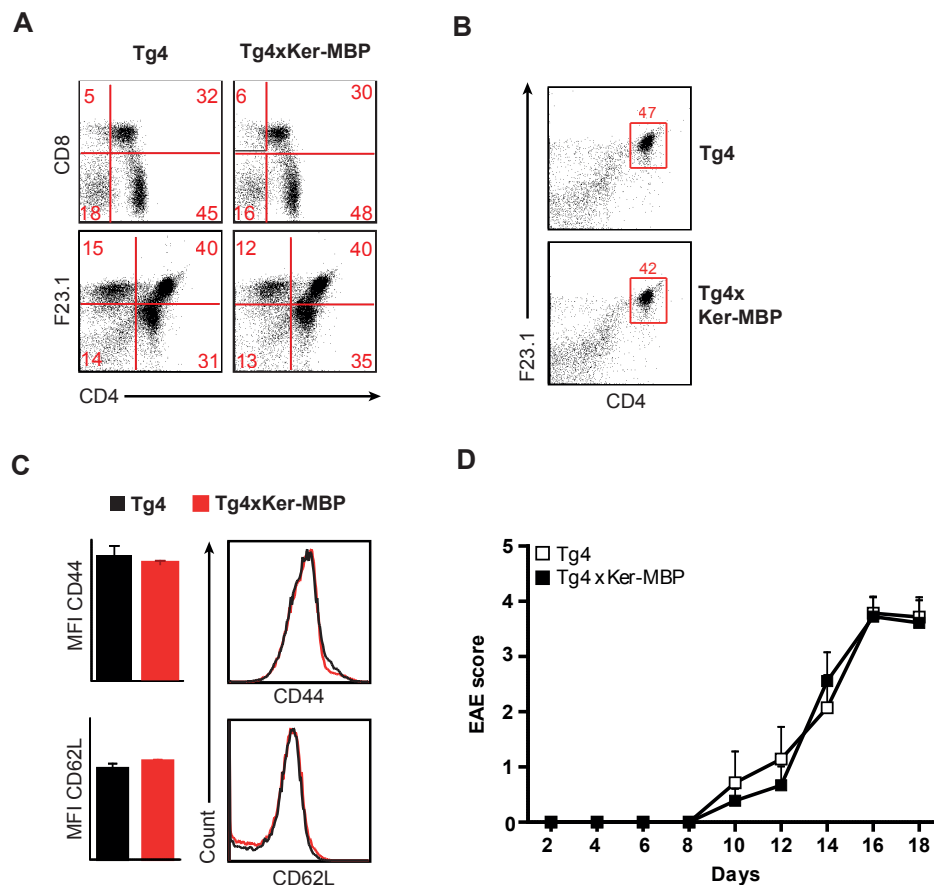 A
Tg4 Tg4xKer-MBP
5 32 6 30
CD8
18 45 16 48
15 40 12 40
F23.1
14 31 13 35
CD4
B
47
Tg4
42
Tg4x
Ker-MBP
F23.1
CD4
C
Tg4 Tg4xKer-MBP
MFI CD44
CD44
MFI CD62L
Count
CD62L
D
5
Tg4
Tg4 xKer-MBP
4
3
2
1
0
EAE score
2 4 6 8 10 12 14 16 18
Days